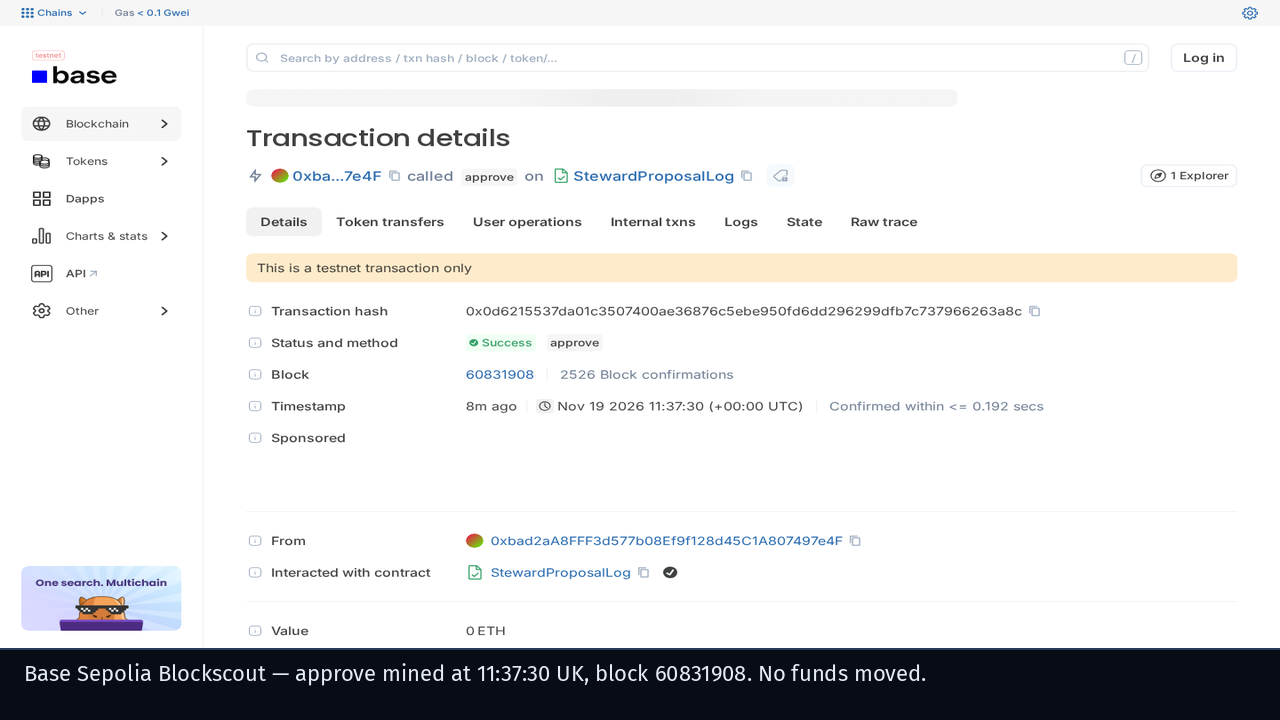 Chains
Gas < 0.1 Gwei
testnet
base
Search by address / txn hash / block / token/...
/
Log in
Blockchain
Tokens
Dapps
Charts & stats
API API
Other
One search. Multichain
Transaction details
0xba...7e4F called approve on StewardProposalLog
1 Explorer
Details Token transfers User operations Internal txns Logs State Raw trace
This is a testnet transaction only
Transaction hash 0x0d6215537da01c3507400ae36876c5ebe950fd6dd296299dfb7c737966263a8c
Status and method Success approve
Block 60831908 2526 Block confirmations
Timestamp 8m ago Nov 19 2026 11:37:30 (+00:00 UTC) Confirmed within <= 0.192 secs
Sponsored
From 0xbad2aA8FFF3d577b08Ef9f128d45C1A807497e4F
Interacted with contract StewardProposalLog
Value 0 ETH
Base Sepolia Blockscout — approve mined at 11:37:30 UK, block 60831908. No funds moved.